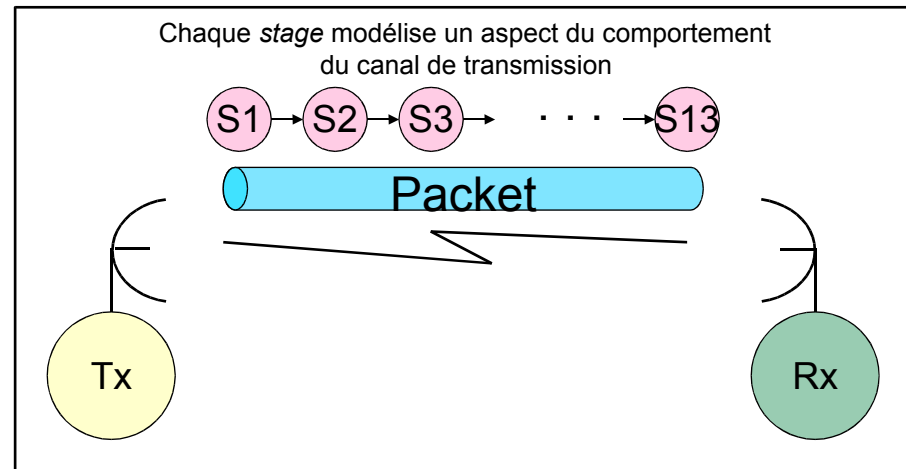 Chaque stage modélise un aspect du comportement
du canal de transmission
S1 S2 S3 . . . S13
Packet
Tx
Rx